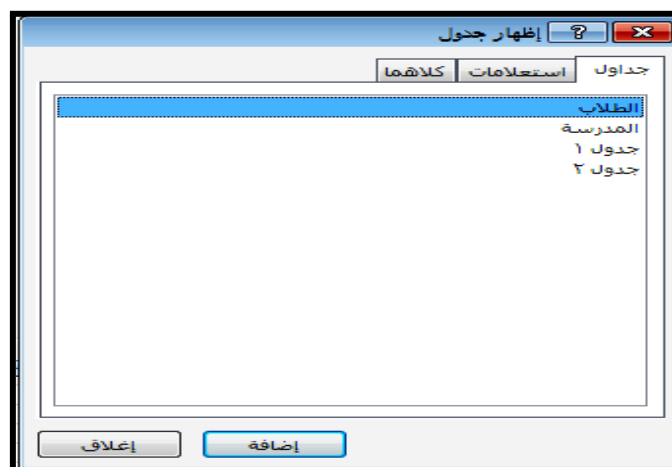 إظهار جدول
جداول استعلامات كلاهما
الطلاب
المدرسة
جدول ١
جدول ٢
إضافة إغلاق